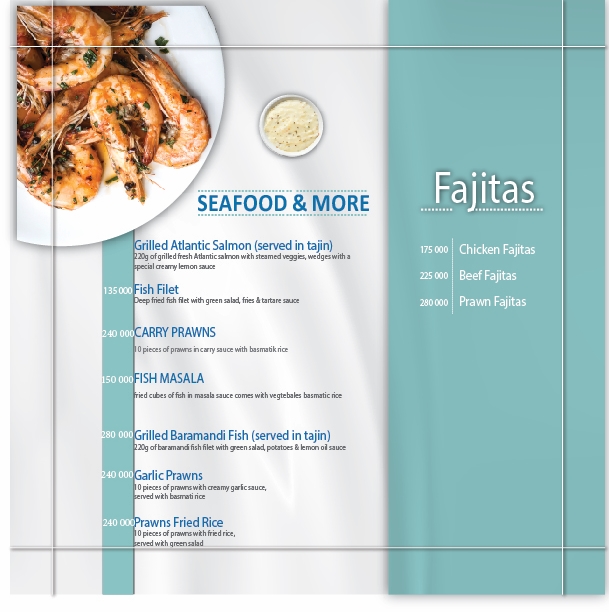 SEAFOOD & MORE
Grilled Atlantic Salmon (served in tajin)
220g of grilled fresh Atlantic salmon with steamed veggies, wedges with a
special creamy lemon sauce
135 000 Fish Filet
Deep fried fish filet with green salad, fries & tartare sauce
240 000 CARRY PRAWNS
10 pieces of prawns in carry sauce with basmatik rice
150 000 FISH MASALA
fried cubes of fish in masala sauce comes with vegtebales basmatic rice
280 000 Grilled Baramandi Fish (served in tajin)
220g of baramandi fish filet with green salad, potatoes & lemon oil sauce
240 000 Garlic Prawns
10 pieces of prawns with creamy garlic sauce,
served with basmati rice
240 000 Prawns Fried Rice
10 pieces of prawns with fried rice,
served with green salad
Fajitas
175 000 Chicken Fajitas
225 000 Beef Fajitas
280 000 Prawn Fajitas